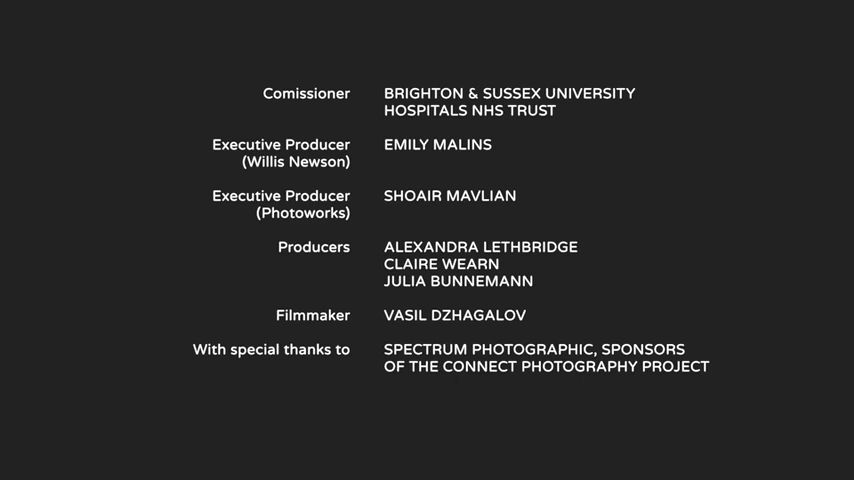 Comissioner BRIGHTON & SUSSEX UNIVERSITY
HOSPITALS NHS TRUST
Executive Producer EMILY MALINS
(Willis Newson)
Executive Producer SHOAIR MAVLIAN
(Photoworks)
Producers ALEXANDRA LETHBRIDGE
CLAIRE WEARN
JULIA BUNNEMANN
Filmmaker VASIL DZHAGALOV
With special thanks to SPECTRUM PHOTOGRAPHIC, SPONSORS
OF THE CONNECT PHOTOGRAPHY PROJECT